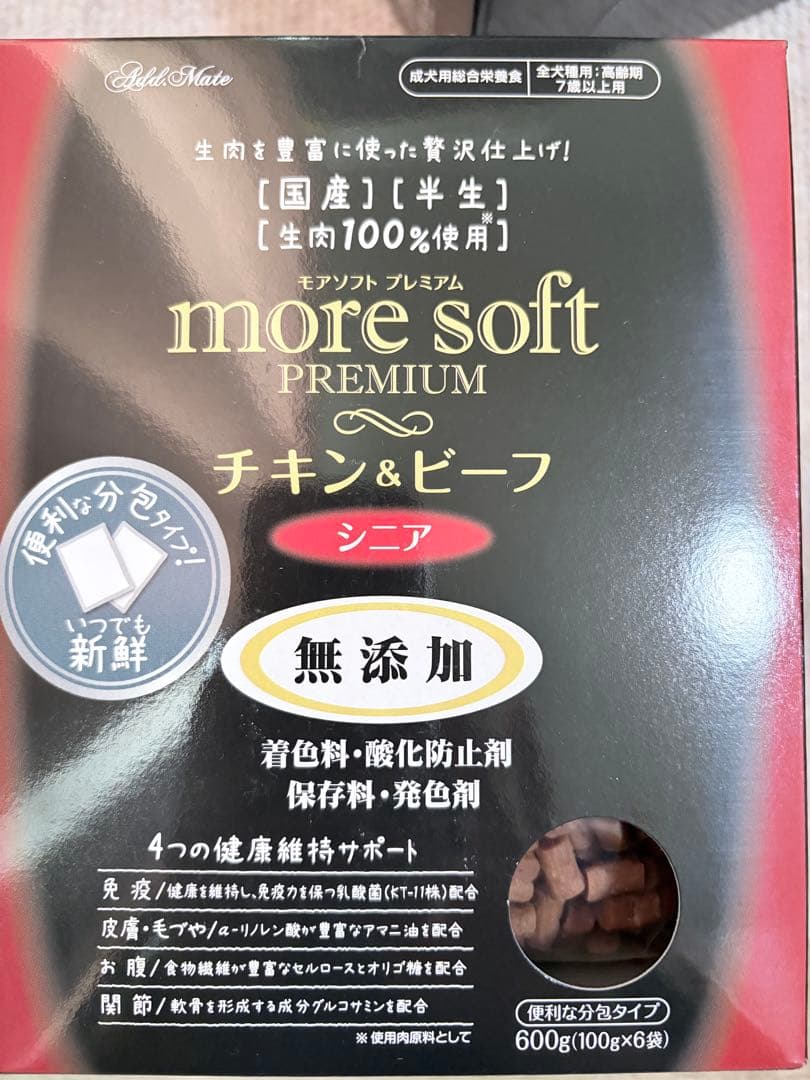 Add.Mate
成犬用総合栄養食
全犬種用：高齢期
7歳以上用
生肉を豊富に使った贅沢仕上げ！
［国産］［半生］
［生肉100%使用］※
モアソフト プレミアム
more soft
PREMIUM
チキン&ビーフ
シニア
便利な分包タイプ！
いつでも
新鮮
無添加
着色料・酸化防止剤
保存料・発色剤
4つの健康維持サポート
免疫/健康を維持し、免疫力を保つ乳酸菌(KT-11株)配合
皮膚・毛づや/α-リノレン酸が豊富なアマニ油を配合
お腹/食物繊維が豊富なセルロースとオリゴ糖を配合
関節/軟骨を形成する成分グルコサミンを配合
※使用肉原料として
便利な分包タイプ
600g(100g×6袋)